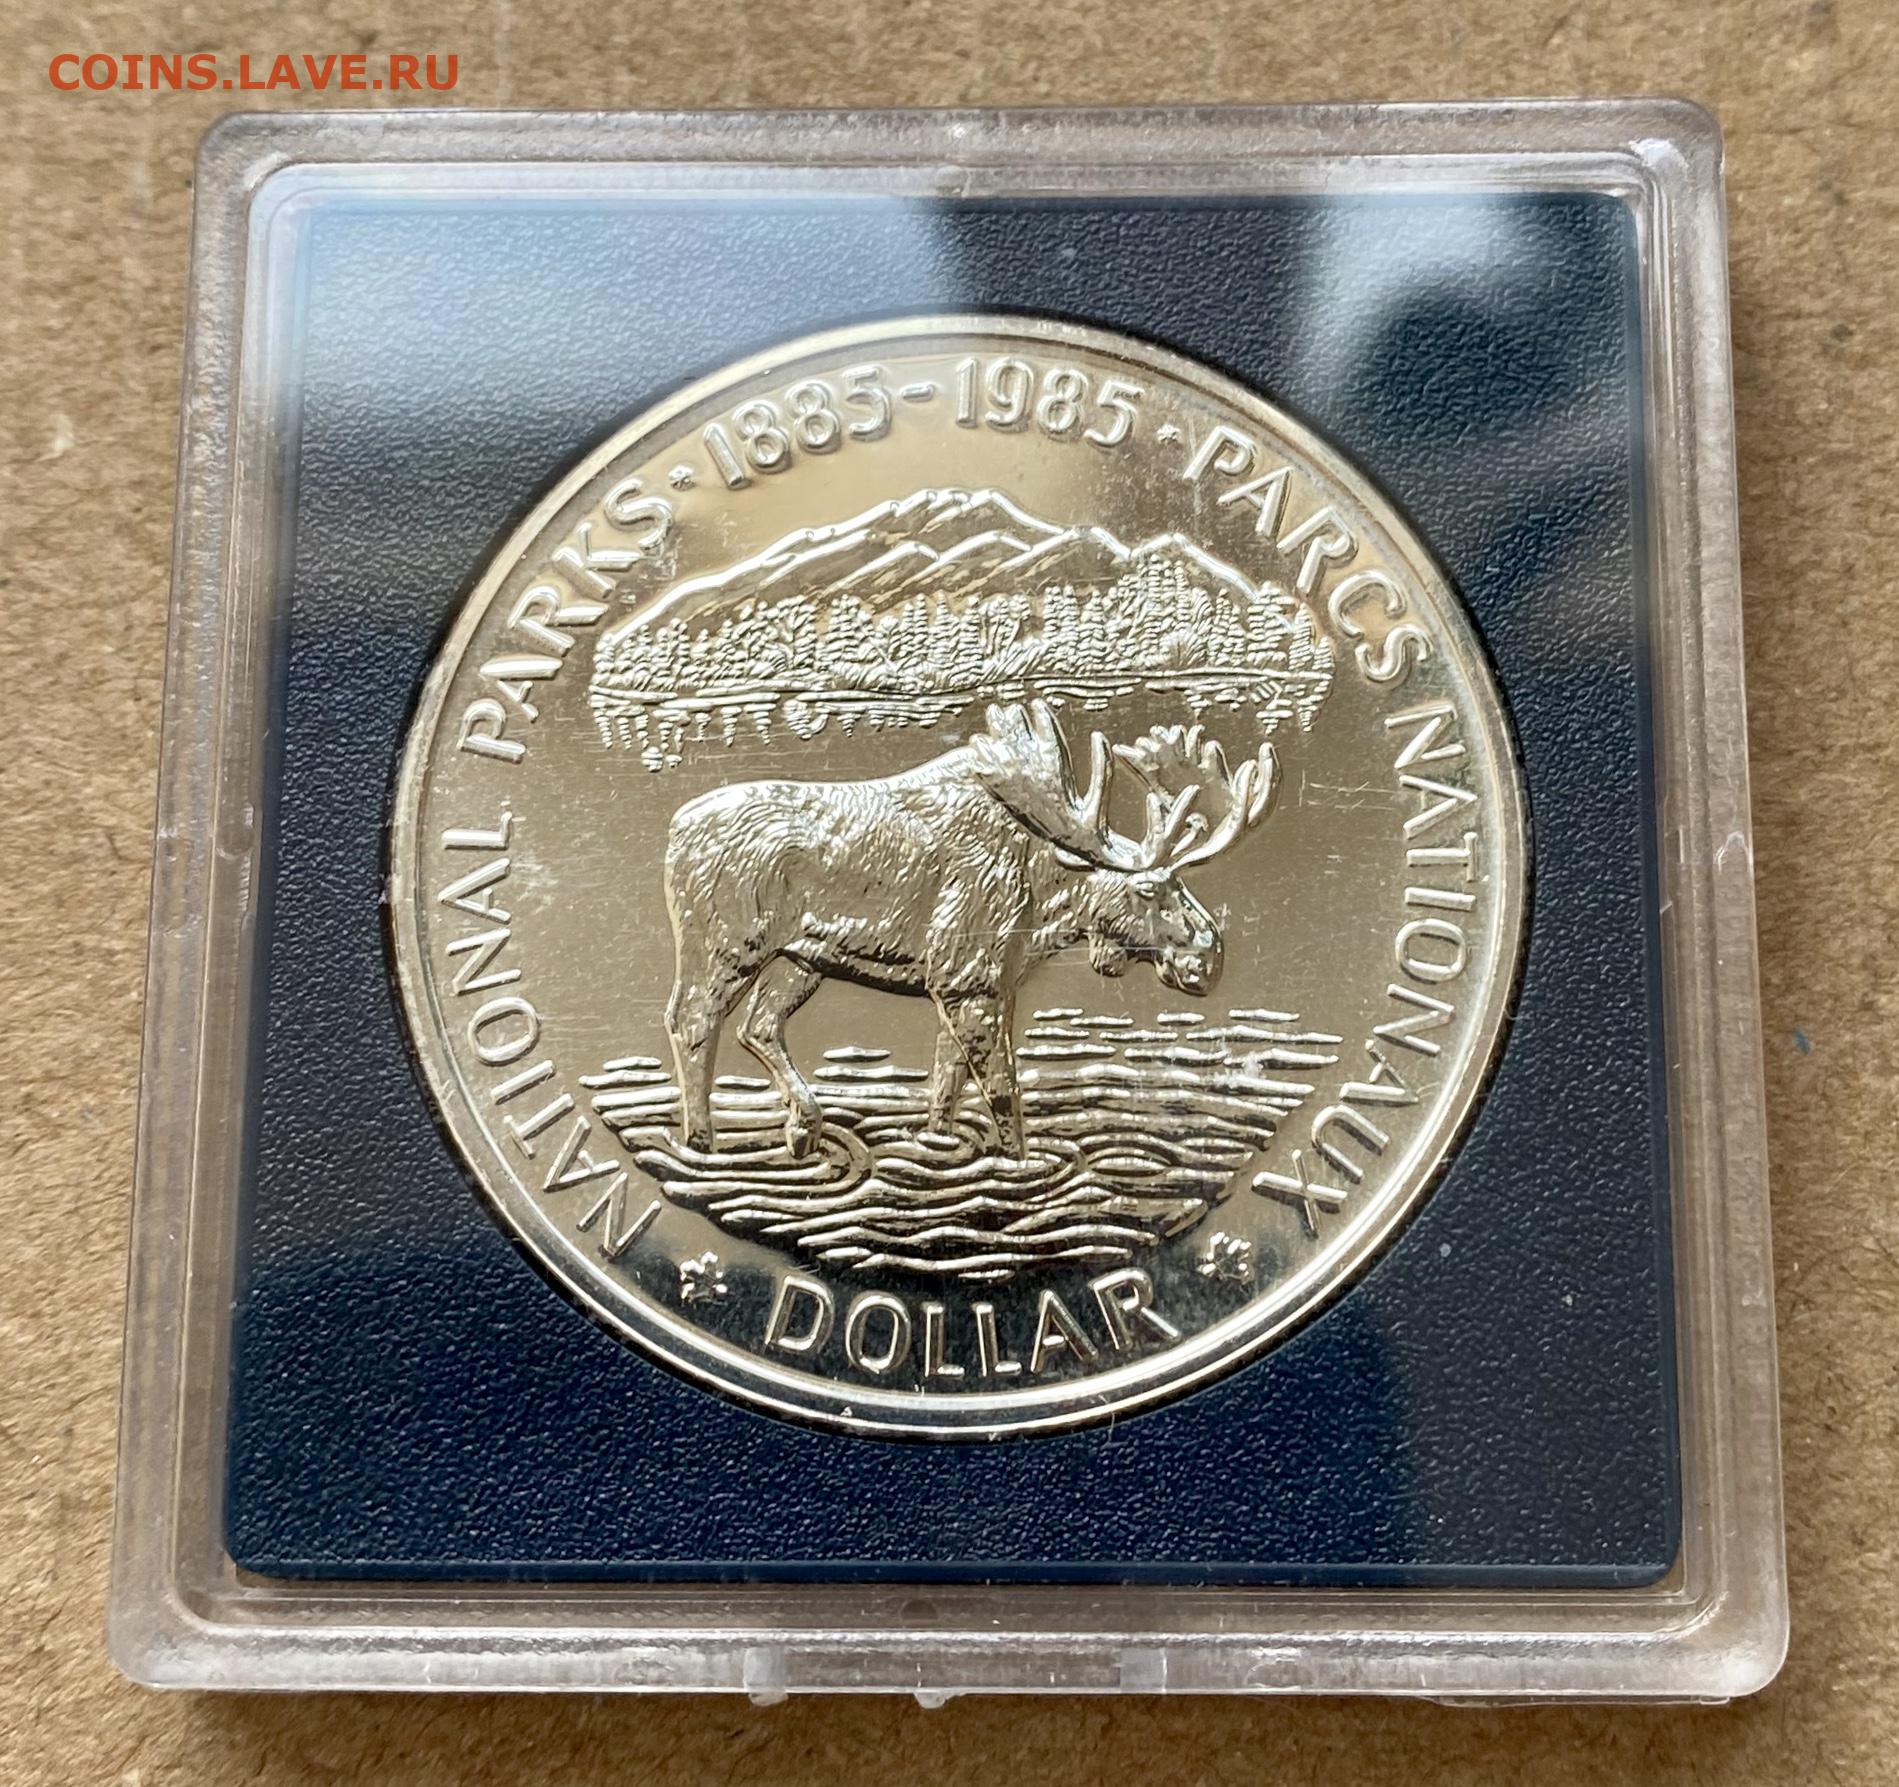 COINS.LAVE.RU
NATIONAL PARKS · 1885-1985 · PARCS NATIONAUX
DOLLAR